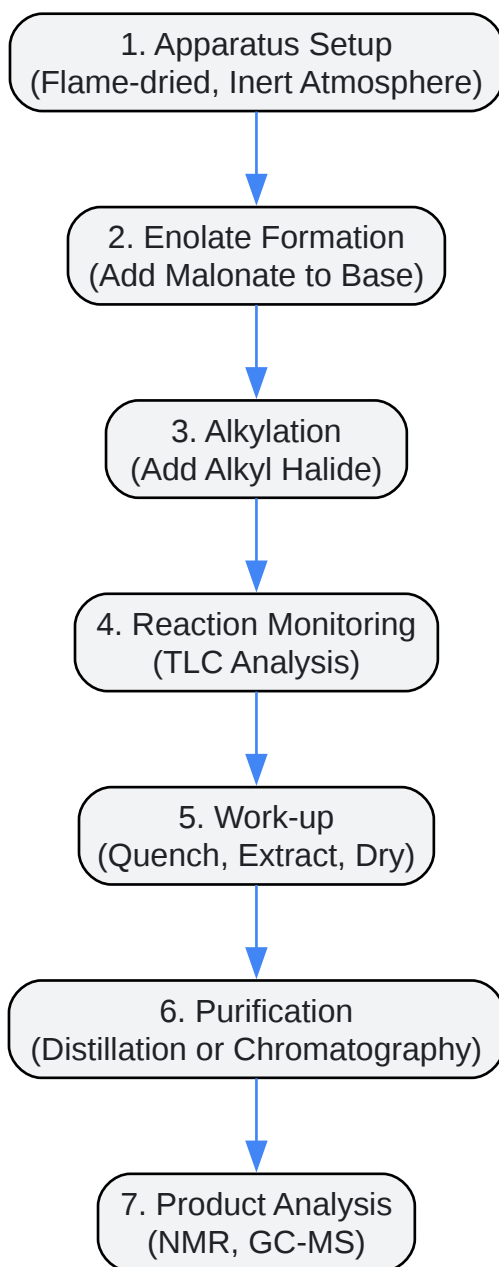 1. Apparatus Setup
(Flame-dried, Inert Atmosphere)
2. Enolate Formation
(Add Malonate to Base)
3. Alkylation
(Add Alkyl Halide)
4. Reaction Monitoring
(TLC Analysis)
5. Work-up
(Quench, Extract, Dry)
6. Purification
(Distillation or Chromatography)
7. Product Analysis
(NMR, GC-MS)